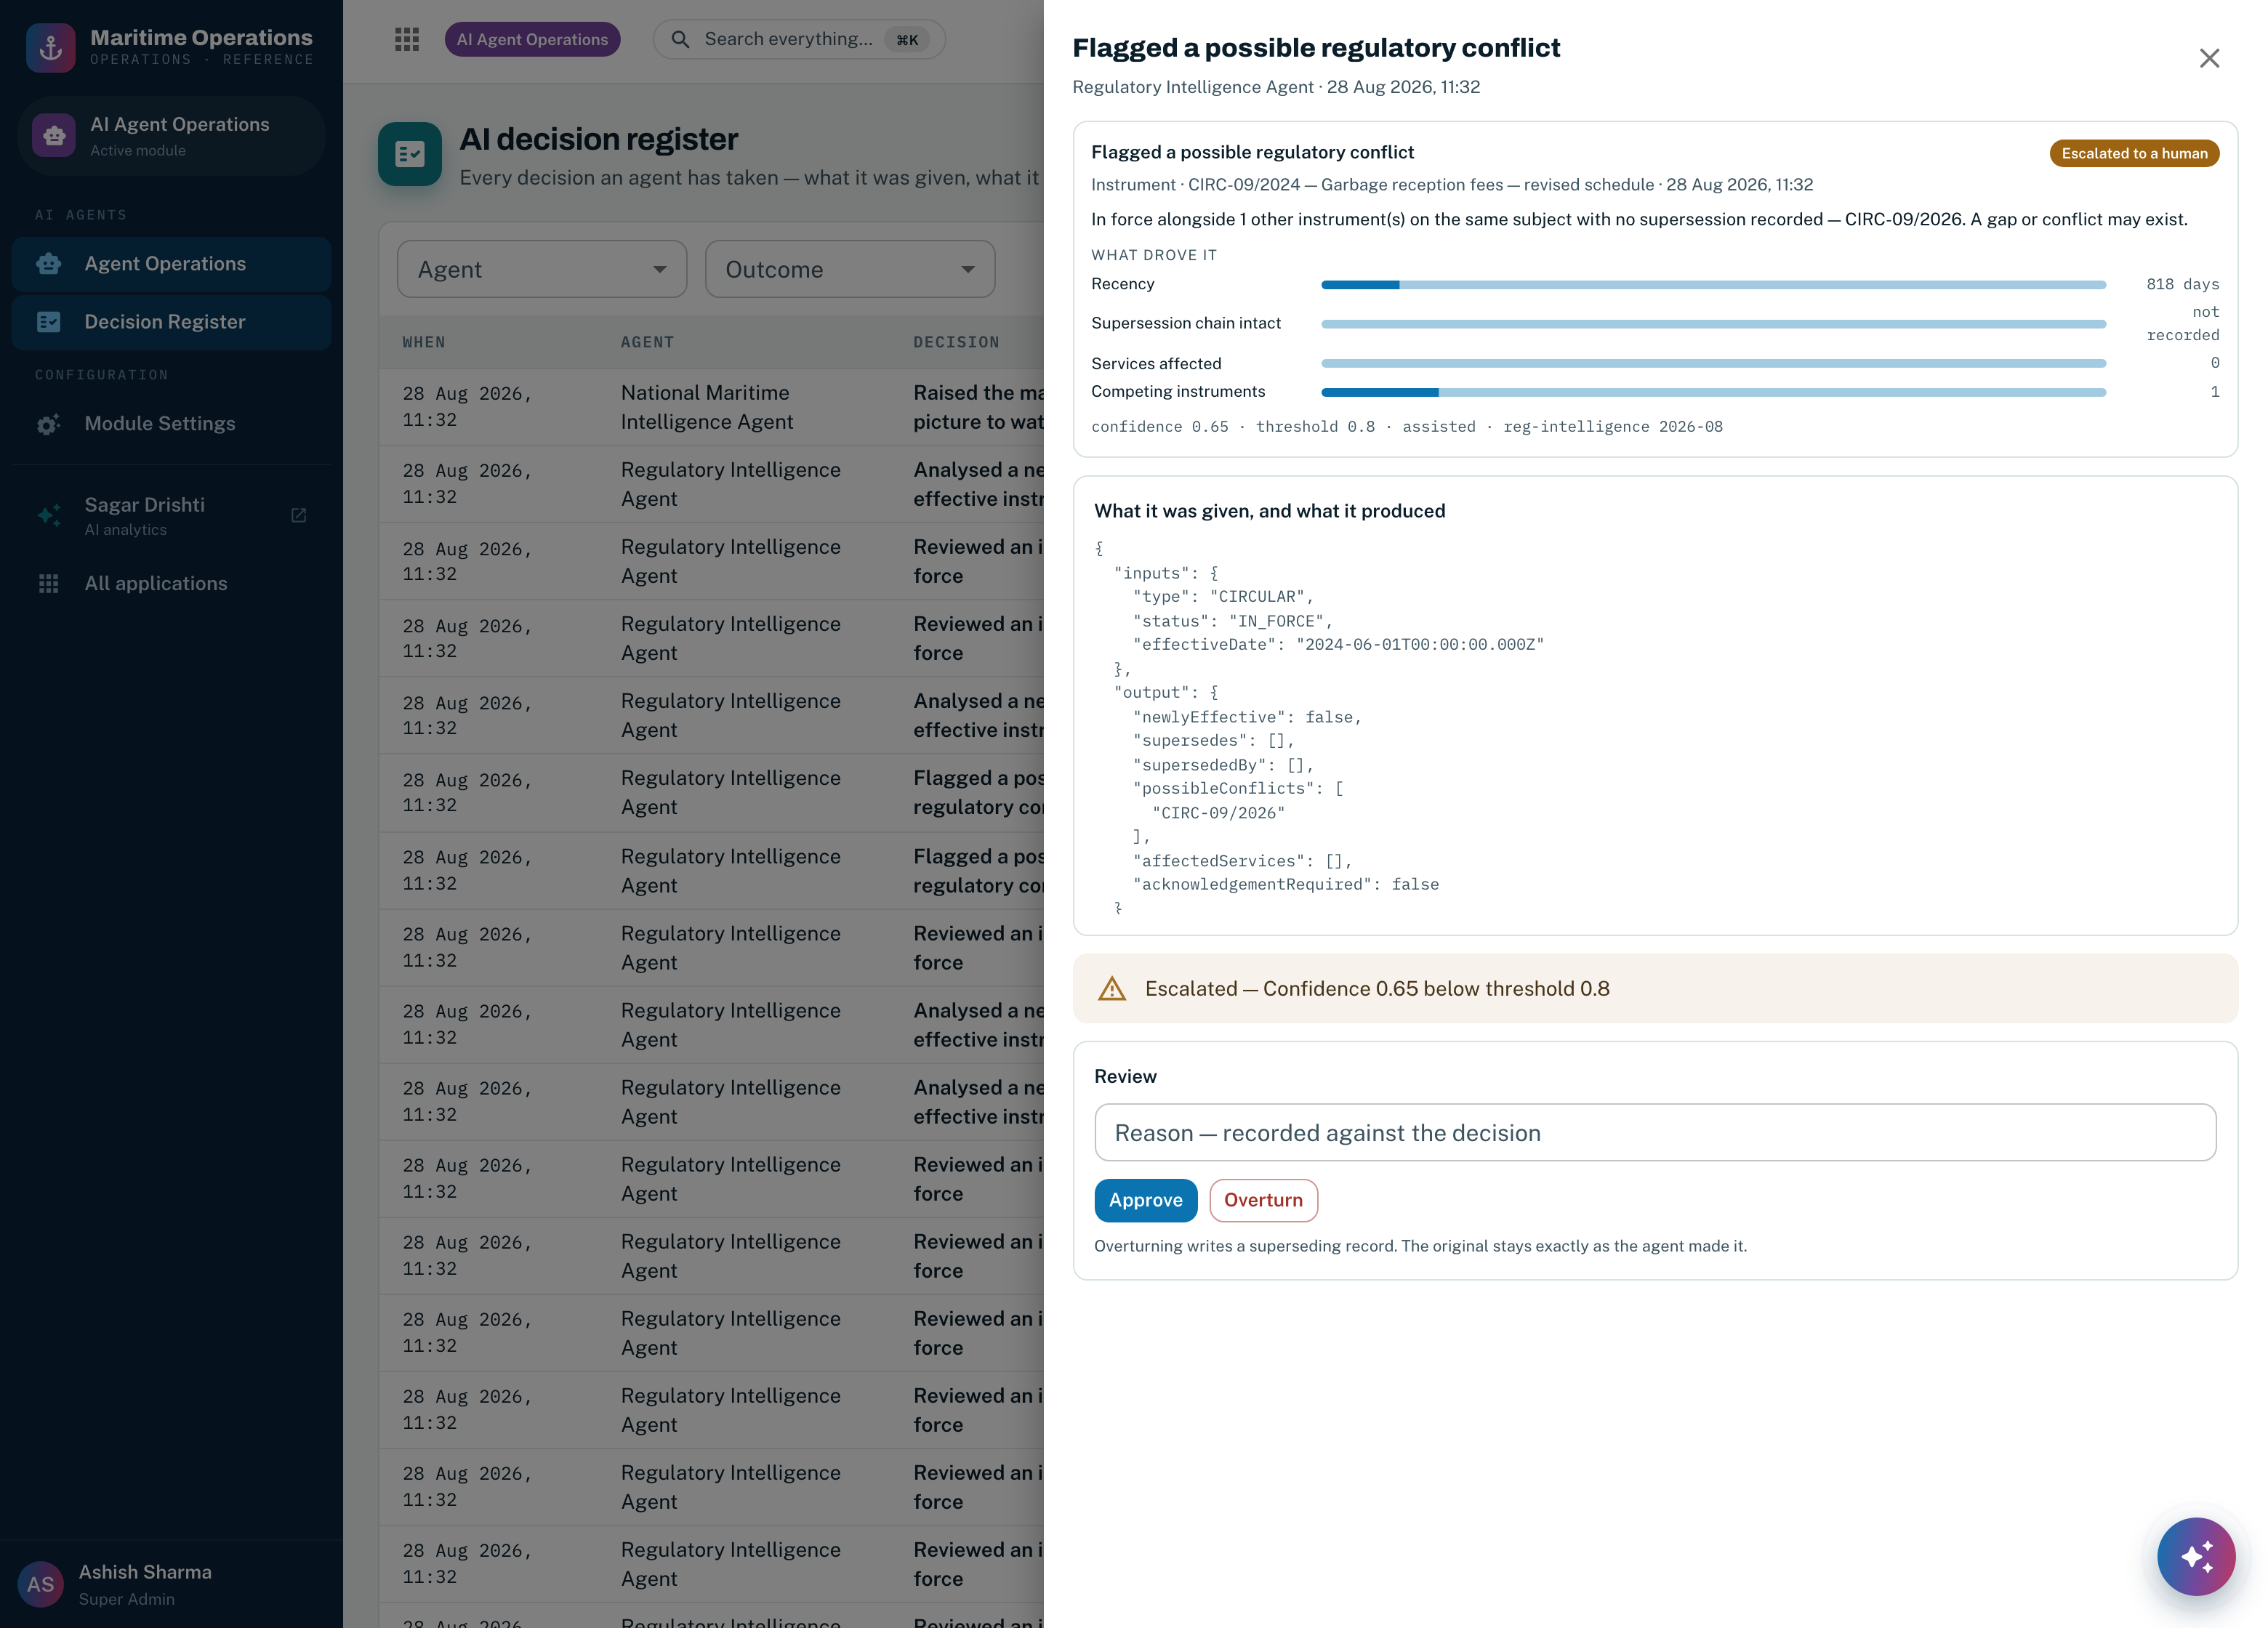 Maritime Operations
OPERATIONS · REFERENCE
AI Agent Operations
Active module
AI AGENTS
Agent Operations
Decision Register
CONFIGURATION
Module Settings
Sagar Drishti
AI analytics
All applications
AS
Ashish Sharma
Super Admin
AI Agent Operations
Search everything... ⌘K
AI decision register
Every decision an agent has taken — what it was given, what it
Agent
Outcome
WHEN AGENT DECISION
28 Aug 2026, National Maritime Raised the
11:32 Intelligence Agent picture to
28 Aug 2026, Regulatory Intelligence Analysed a
11:32 Agent effective
28 Aug 2026, Regulatory Intelligence Reviewed an
11:32 Agent force
28 Aug 2026, Regulatory Intelligence Reviewed an
11:32 Agent force
28 Aug 2026, Regulatory Intelligence Analysed a
11:32 Agent effective
28 Aug 2026, Regulatory Intelligence Flagged a
11:32 Agent regulatory
28 Aug 2026, Regulatory Intelligence Flagged a
11:32 Agent regulatory
28 Aug 2026, Regulatory Intelligence Reviewed an
11:32 Agent force
28 Aug 2026, Regulatory Intelligence Analysed a
11:32 Agent effective
28 Aug 2026, Regulatory Intelligence Analysed a
11:32 Agent effective
28 Aug 2026, Regulatory Intelligence Reviewed an
11:32 Agent force
28 Aug 2026, Regulatory Intelligence Reviewed an
11:32 Agent force
28 Aug 2026, Regulatory Intelligence Reviewed an
11:32 Agent force
28 Aug 2026, Regulatory Intelligence Reviewed an
11:32 Agent force
28 Aug 2026, Regulatory Intelligence Reviewed an
11:32 Agent force
28 Aug 2026, Regulatory Intelligence Reviewed an
11:32 Agent force
Flagged a possible regulatory conflict
Regulatory Intelligence Agent · 28 Aug 2026, 11:32
Flagged a possible regulatory conflict
Escalated to a human
Instrument · CIRC-09/2024 — Garbage reception fees — revised schedule · 28 Aug 2026, 11:32
In force alongside 1 other instrument(s) on the same subject with no supersession recorded — CIRC-09/2026. A gap or conflict may exist.
WHAT DROVE IT
Recency 818 days
Supersession chain intact not recorded
Services affected 0
Competing instruments 1
confidence 0.65 · threshold 0.8 · assisted · reg-intelligence 2026-08
What it was given, and what it produced
{
"inputs": {
"type": "CIRCULAR",
"status": "IN_FORCE",
"effectiveDate": "2024-06-01T00:00:00.000Z"
},
"output": {
"newlyEffective": false,
"supersedes": [],
"supersededBy": [],
"possibleConflicts": [
"CIRC-09/2026"
],
"affectedServices": [],
"acknowledgementRequired": false
}
Escalated — Confidence 0.65 below threshold 0.8
Review
Reason — recorded against the decision
Approve
Overturn
Overturning writes a superseding record. The original stays exactly as the agent made it.